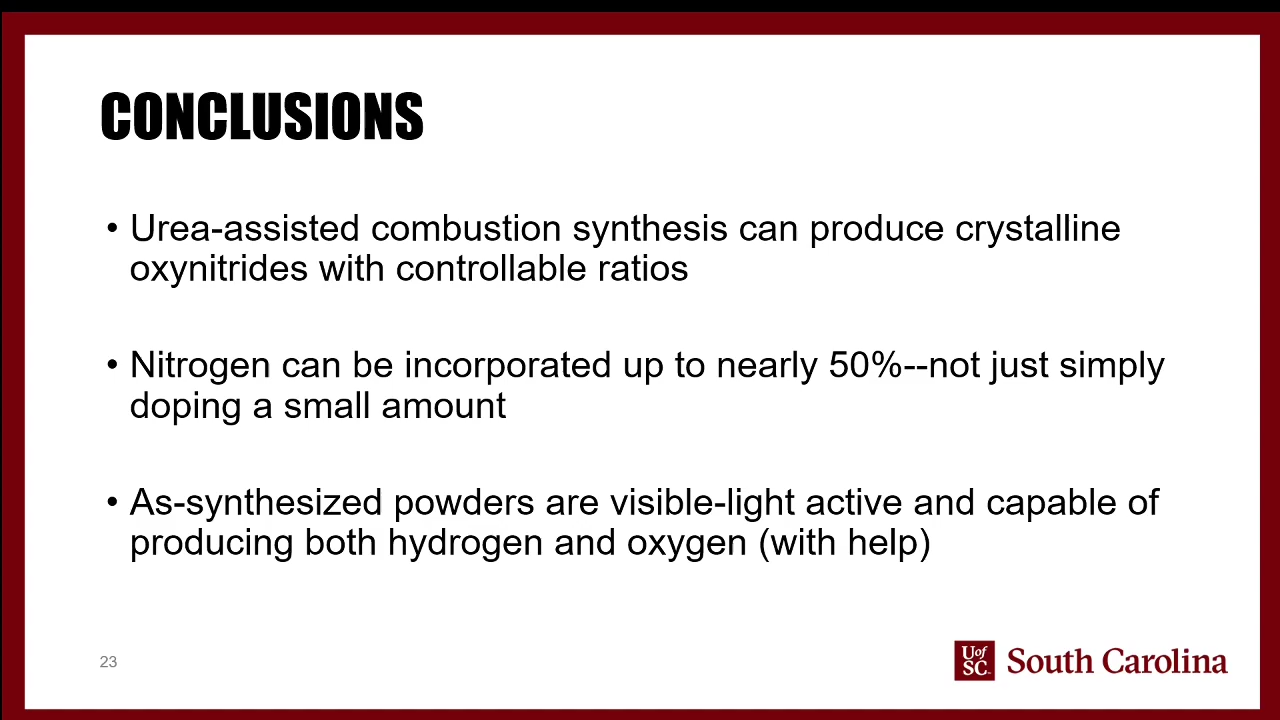 CONCLUSIONS
• Urea-assisted combustion synthesis can produce crystalline
oxynitrides with controllable ratios
• Nitrogen can be incorporated up to nearly 50%--not just simply
doping a small amount
• As-synthesized powders are visible-light active and capable of
producing both hydrogen and oxygen (with help)
23
UofSC South Carolina